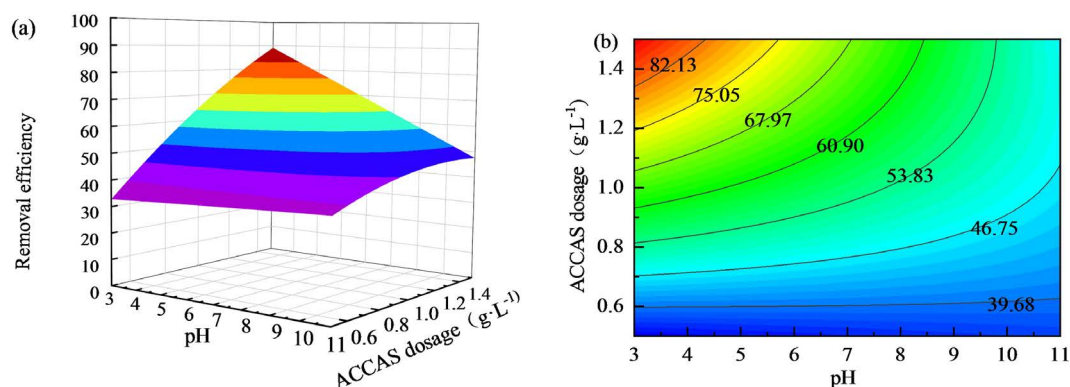 (a)
100
90
80
70
60
50
40
30
20
10
0
Removal efficiency
3 4 5 6 7 8 9 10 11
pH
0.6 0.8 1.0 1.2 1.4
ACCAS dosage（g·L-1)
(b)
1.4
1.2
1.0
0.8
0.6
ACCAS dosage（g·L-1）
82.13
75.05
67.97
60.90
53.83
46.75
39.68
3 4 5 6 7 8 9 10 11
pH